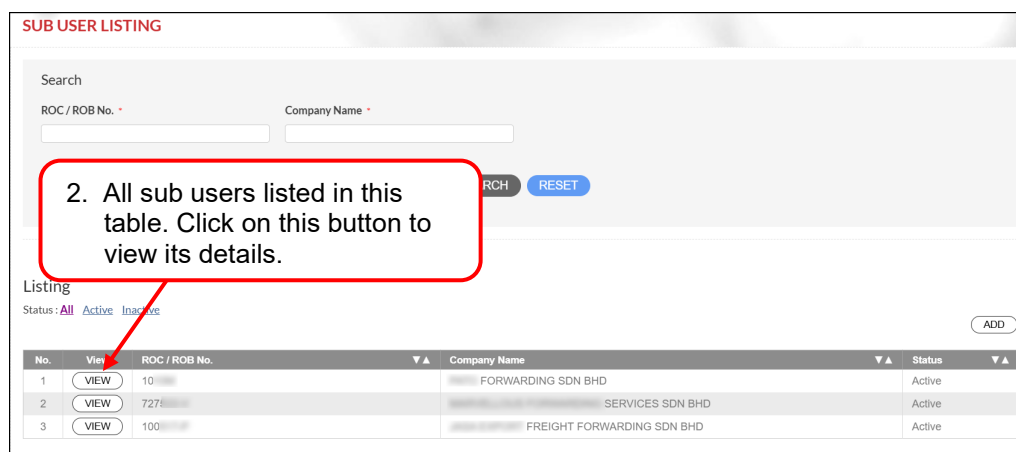 SUB USER LISTING
Search
ROC / ROB No. * Company Name *
RCH RESET
2. All sub users listed in this
table. Click on this button to
view its details.
Listing
Status : All Active Inactive
ADD
No. View ROC / ROB No. ▼▲ Company Name ▼▲ Status ▼▲
1 VIEW 10 FORWARDING SDN BHD Active
2 VIEW 727 SERVICES SDN BHD Active
3 VIEW 100 FREIGHT FORWARDING SDN BHD Active